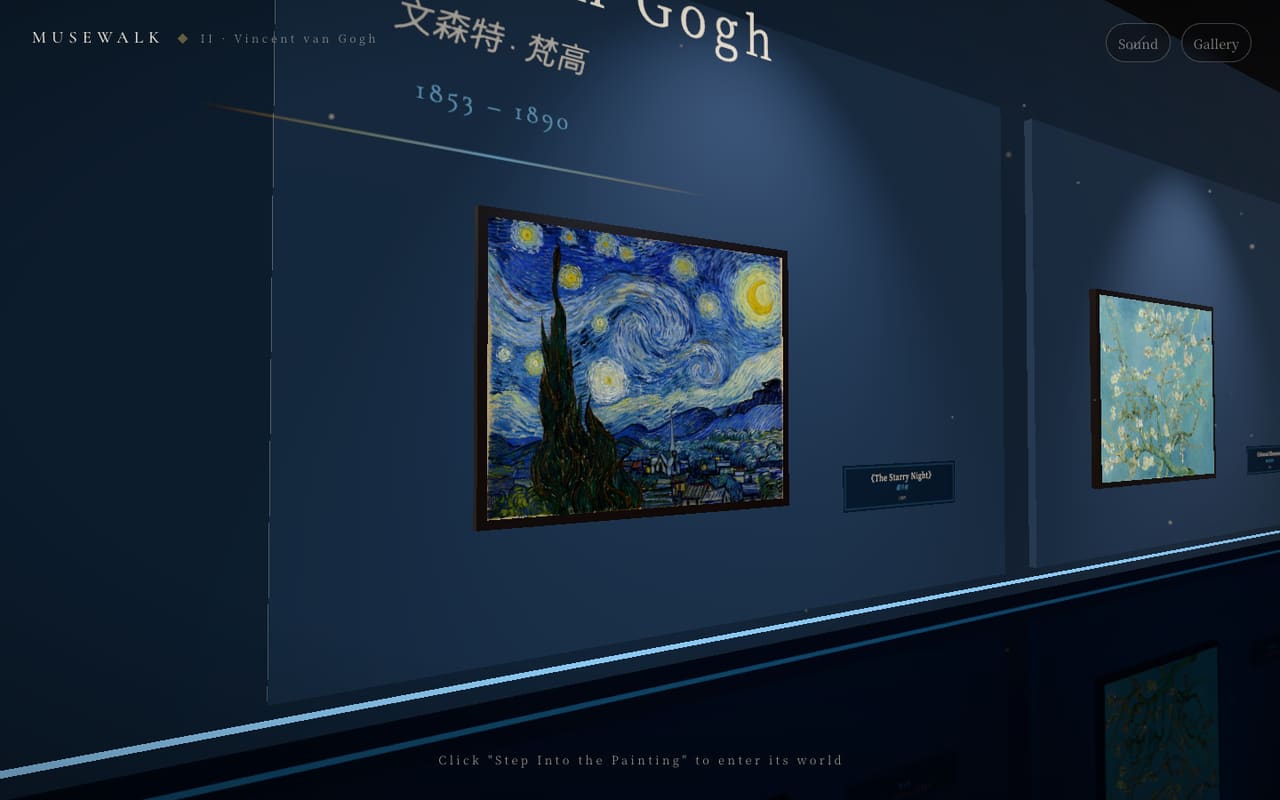 MUSEWALK ◆ II · Vincent van Gogh
Sound
Gallery
Gogh
文森特 · 梵高
1853 – 1890
《The Starry Night》
Click "Step Into the Painting" to enter its world